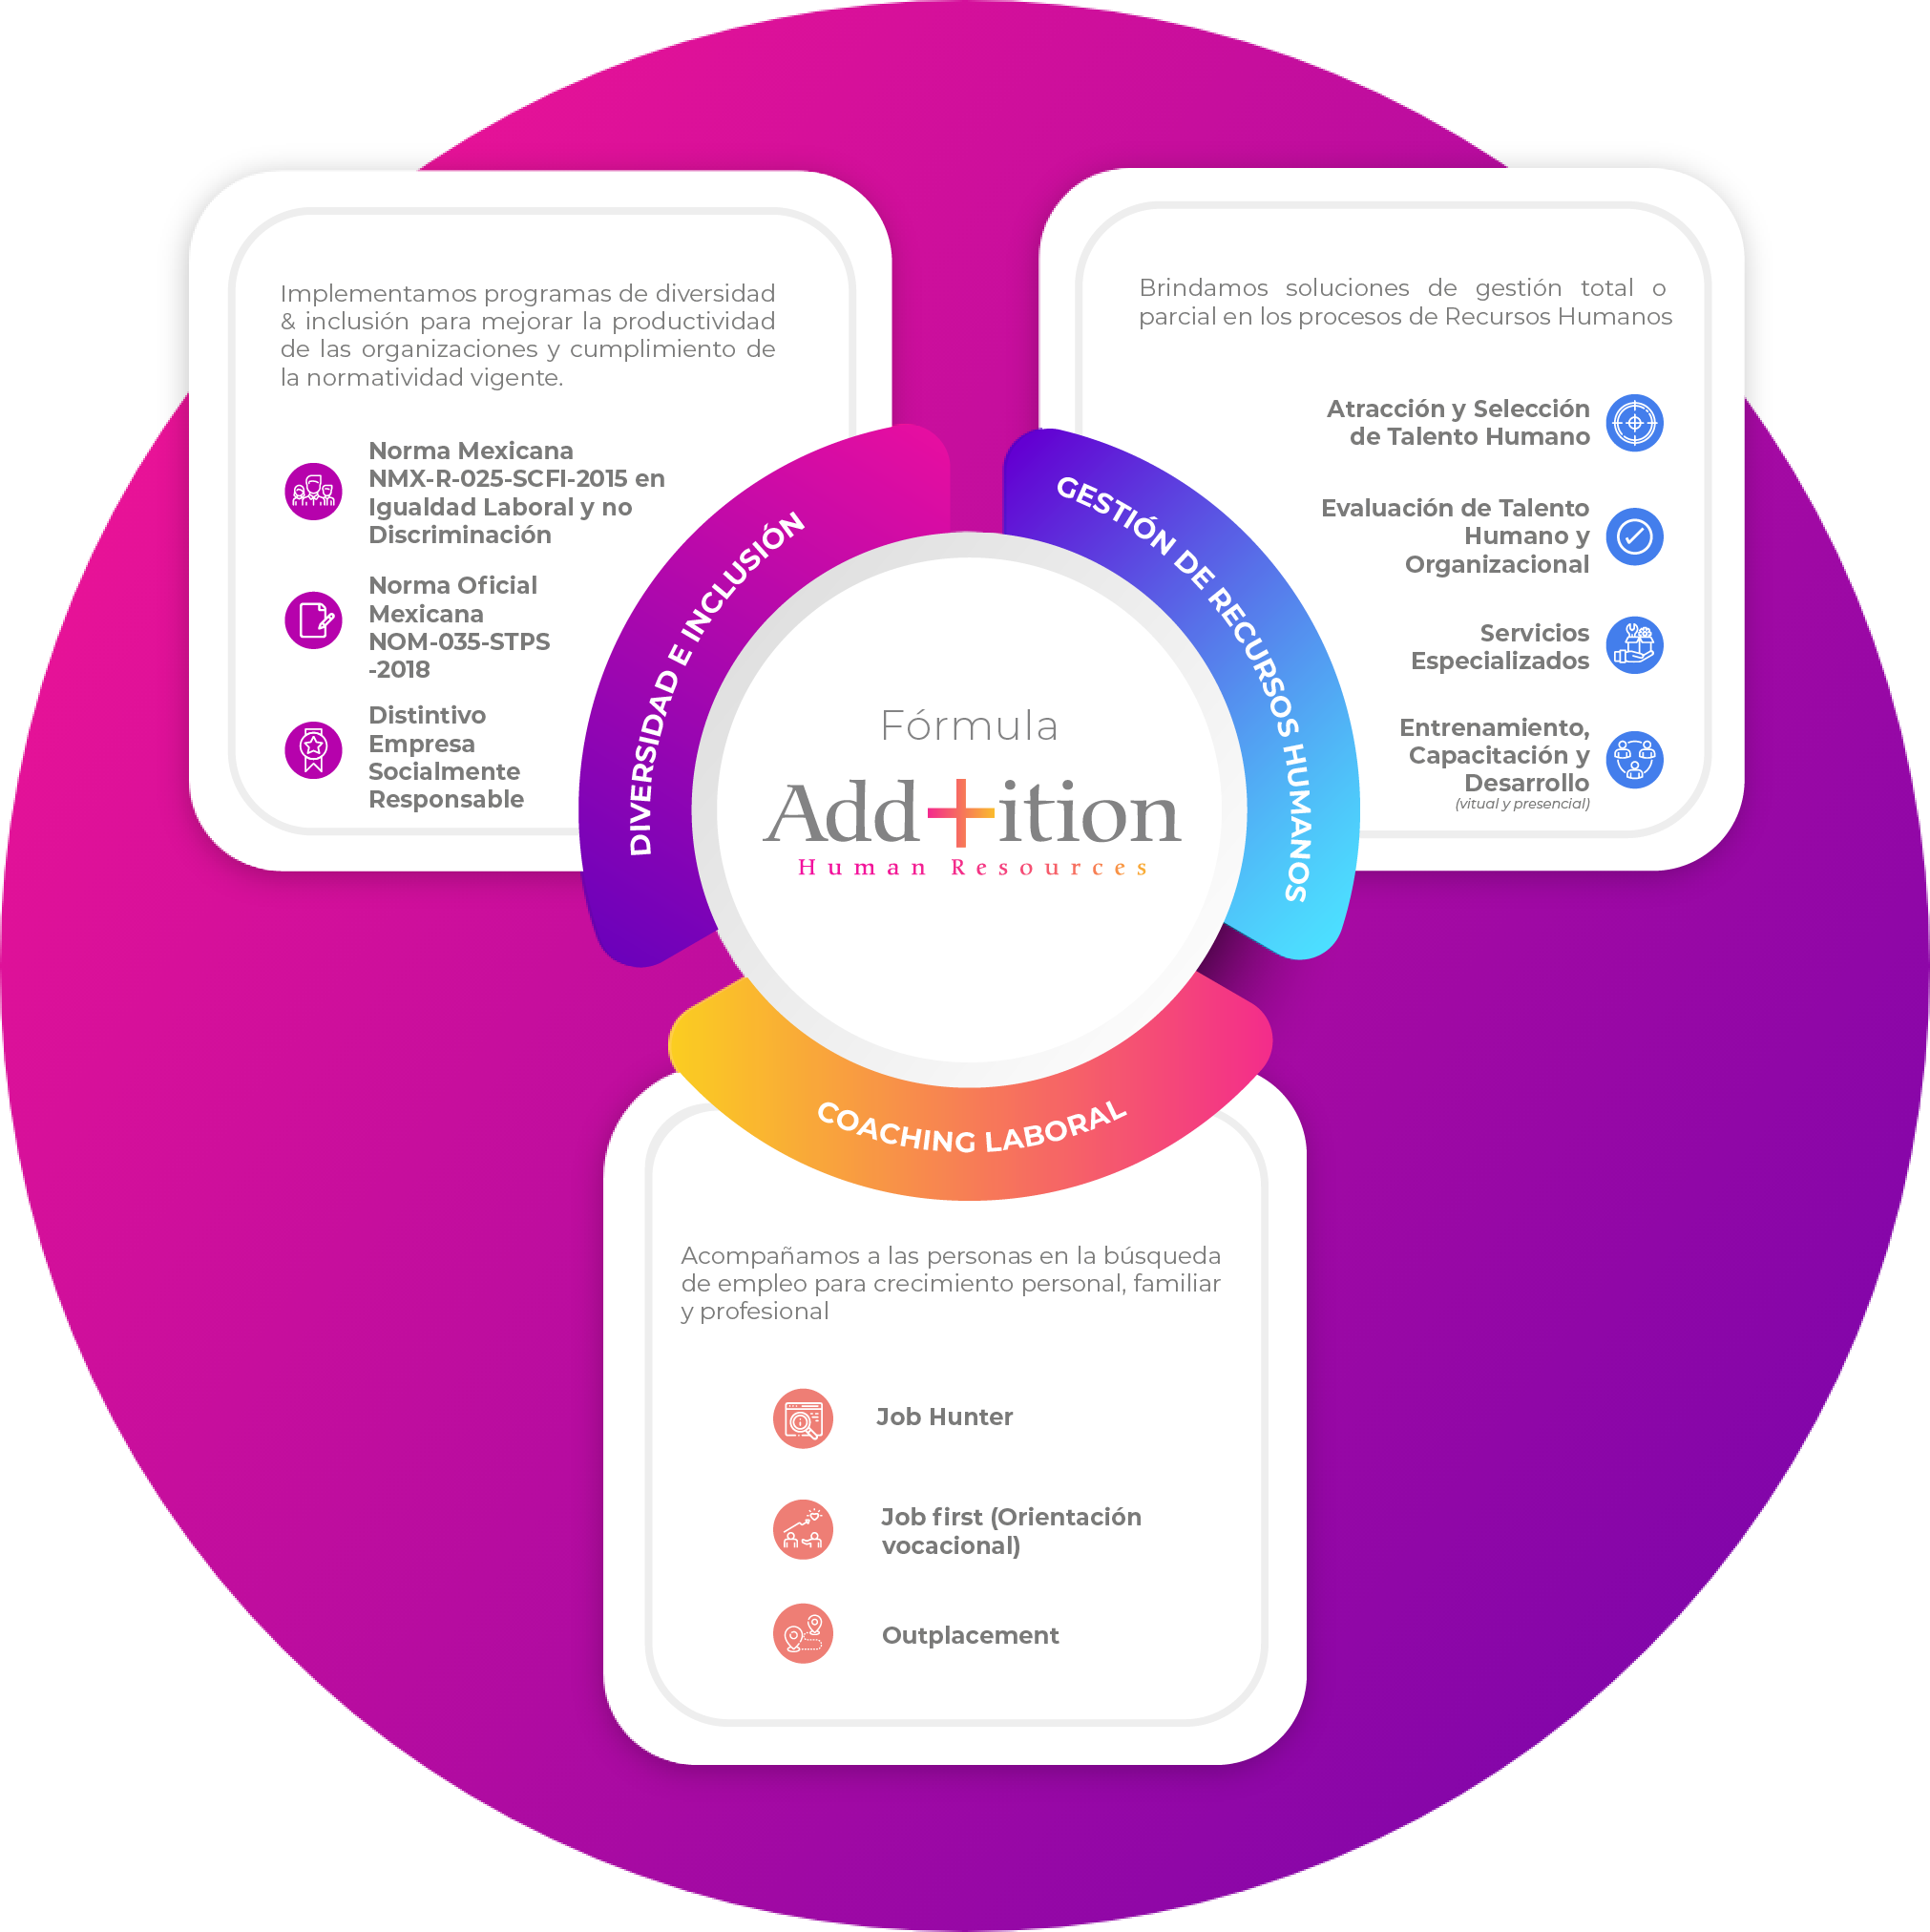 Implementamos programas de diversidad
& inclusión para mejorar la productividad
de las organizaciones y cumplimiento de
la normatividad vigente.
Norma Mexicana
NMX-R-025-SCFI-2015 en
Igualdad Laboral y no
Discriminación
Norma Oficial
Mexicana
NOM-035-STPS
-2018
Distintivo
Empresa
Socialmente
Responsable
DIVERSIDAD E INCLUSIÓN
Brindamos soluciones de gestión total o
parcial en los procesos de Recursos Humanos
Atracción y Selección
de Talento Humano
Evaluación de Talento
Humano y
Organizacional
Servicios
Especializados
Entrenamiento,
Capacitación y
Desarrollo
(vitual y presencial)
GESTIÓN DE RECURSOS HUMANOS
Fórmula
Add+ition
Human Resources
COACHING LABORAL
Acompañamos a las personas en la búsqueda
de empleo para crecimiento personal, familiar
y profesional
Job Hunter
Job first (Orientación
vocacional)
Outplacement